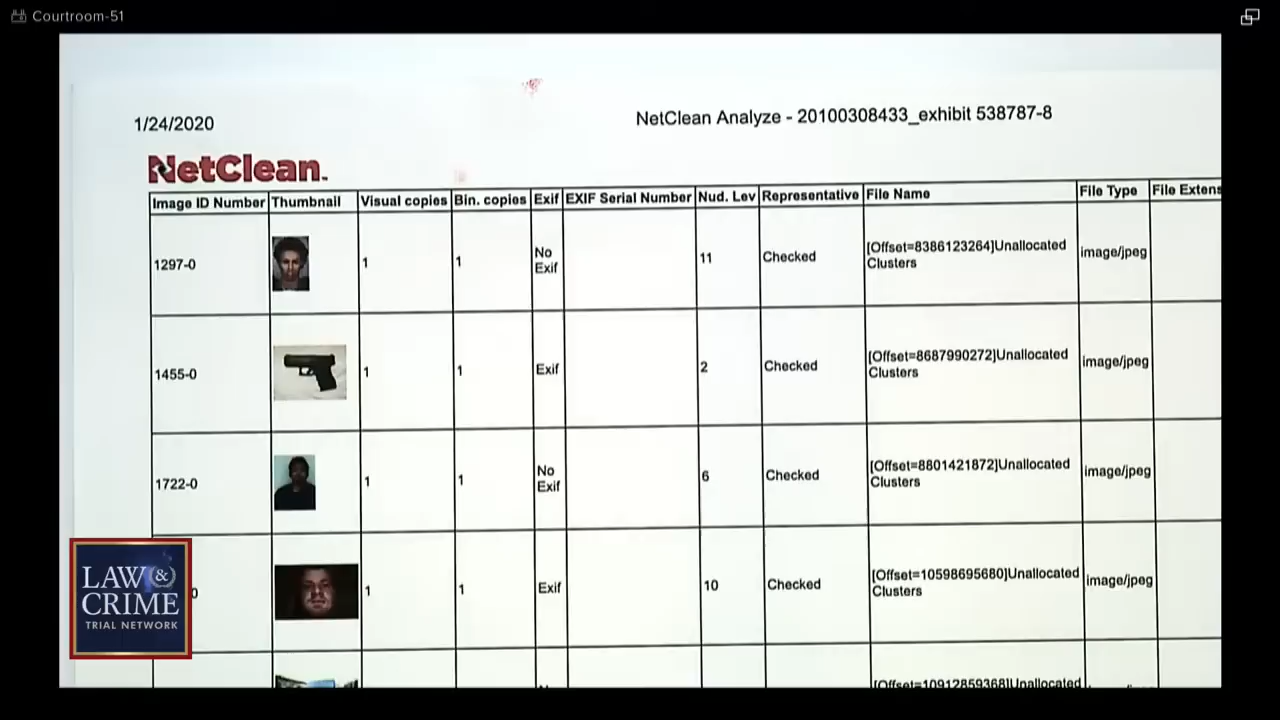 Courtroom-51
1/24/2020
NetClean Analyze - 20100308433_exhibit 538787-8
NetClean.
Image ID Number Thumbnail Visual copies Bin. copies Exif EXIF Serial Number Nud. Lev Representative File Name File Type File Extens
1297-0 1 1 No Exif 11 Checked [Offset=8386123264]Unallocated Clusters image/jpeg
1455-0 1 1 Exif 2 Checked [Offset=8687990272]Unallocated Clusters image/jpeg
1722-0 1 1 No Exif 6 Checked [Offset=8801421872]Unallocated Clusters image/jpeg
0 1 1 Exif 10 Checked [Offset=10598695680]Unallocated Clusters image/jpeg
[Offset=10912859368]Unallocated
LAW &
CRIME
TRIAL NETWORK